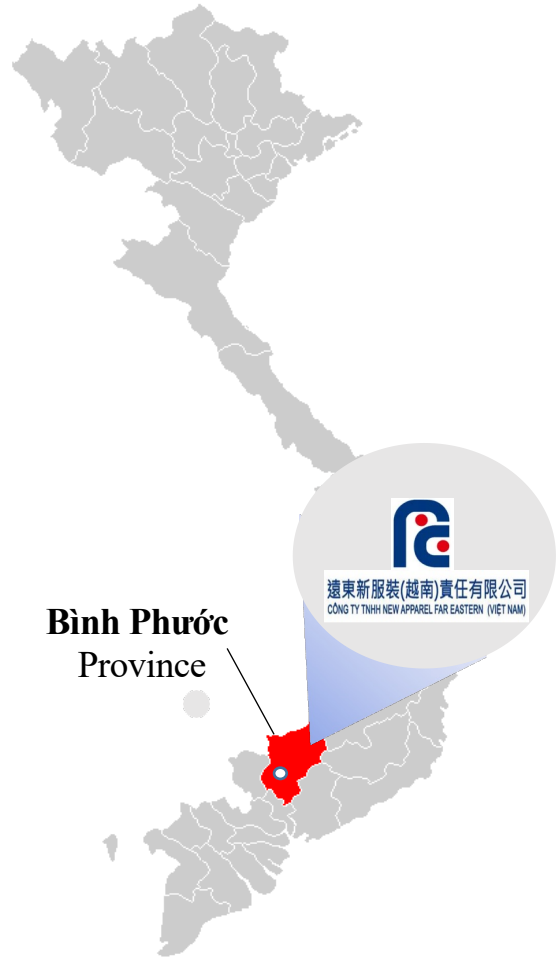 遠東新服裝(越南)責任有限公司
CÔNG TY TNHH NEW APPAREL FAR EASTERN (VIỆT NAM)
Bình Phước
Province